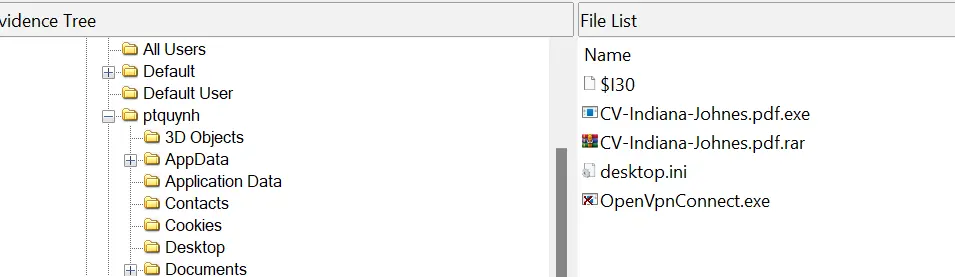 vidence Tree
All Users
Default
Default User
ptquynh
3D Objects
AppData
Application Data
Contacts
Cookies
Desktop
Documents
File List
Name
$I30
CV-Indiana-Johnes.pdf.exe
CV-Indiana-Johnes.pdf.rar
desktop.ini
OpenVpnConnect.exe